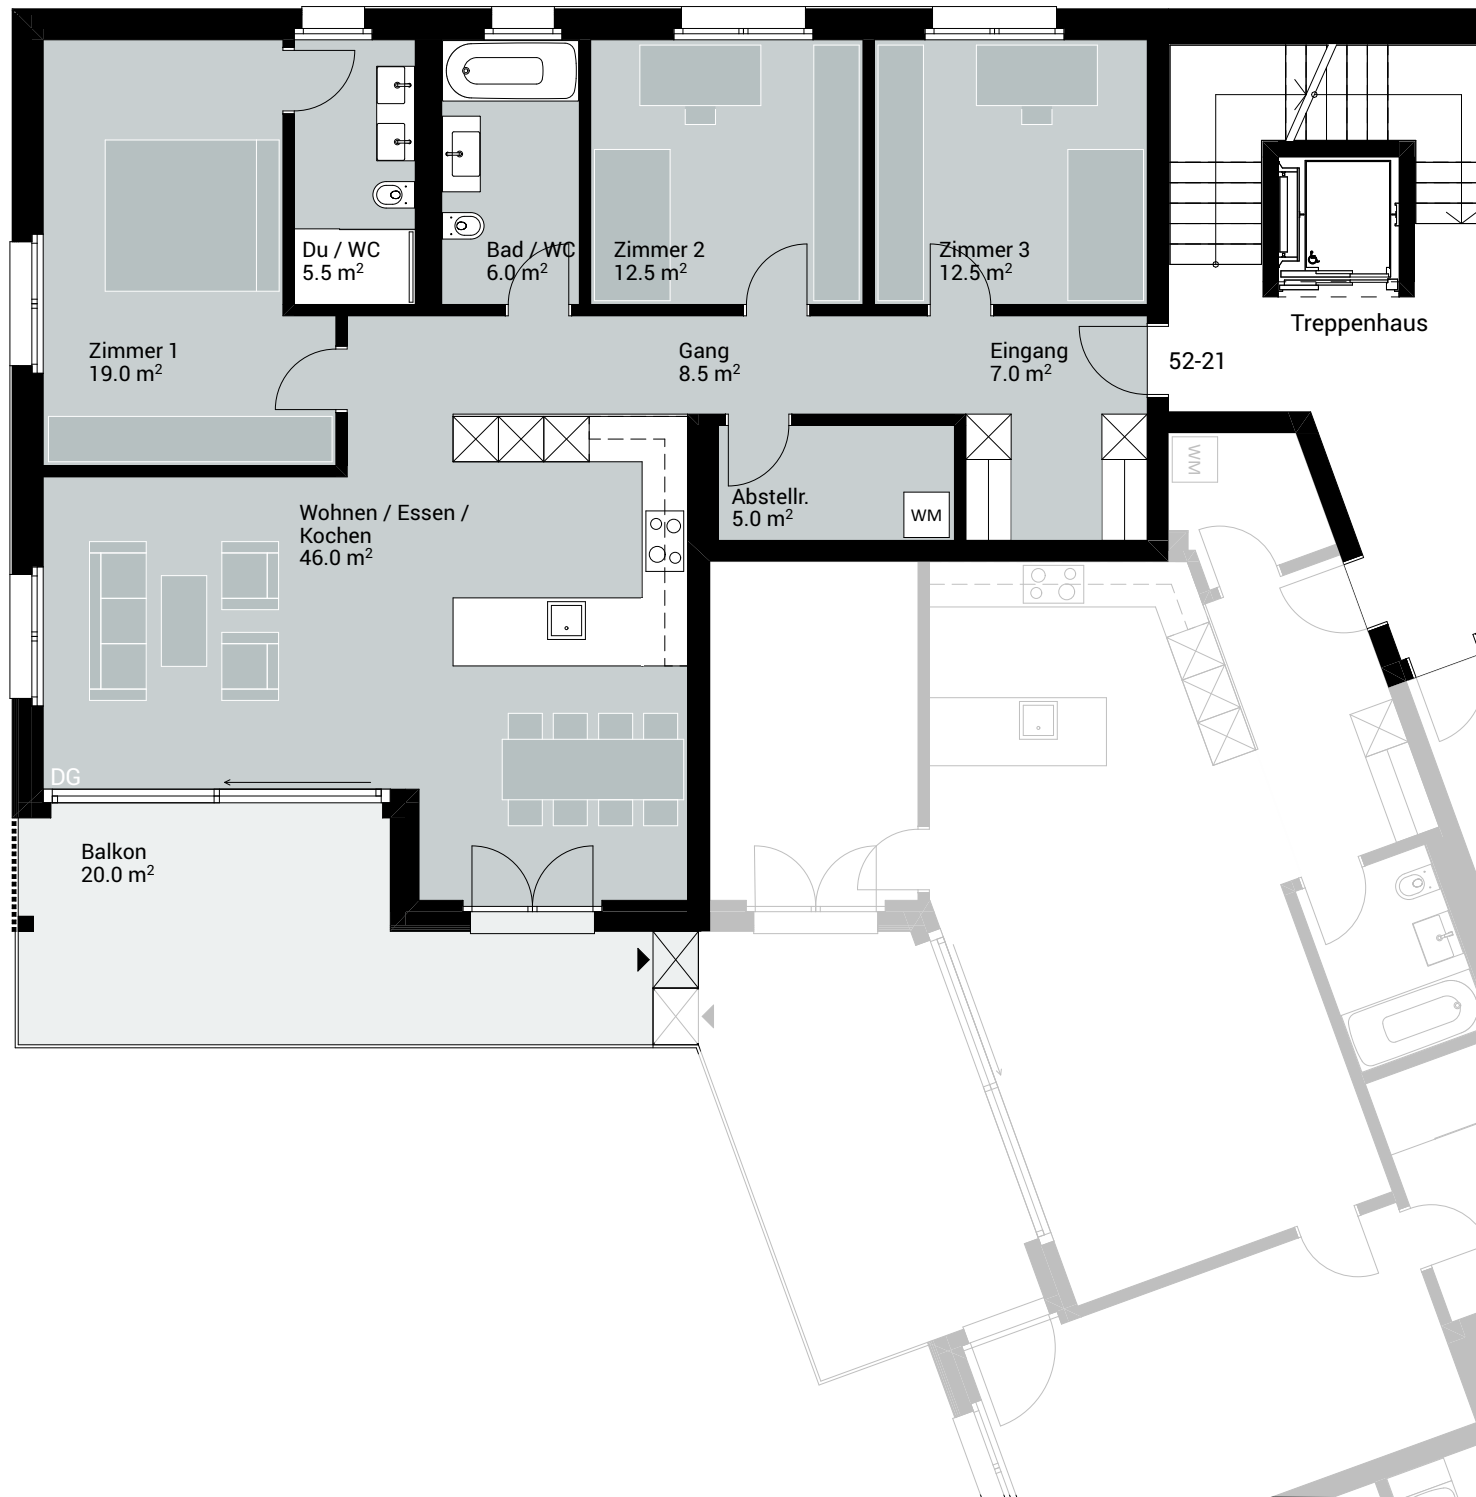 Du / WC
5.5 m²
Bad / WC
6.0 m²
Zimmer 2
12.5 m²
Zimmer 3
12.5 m²
Treppenhaus
Zimmer 1
19.0 m²
Gang
8.5 m²
Eingang
7.0 m²
52-21
WM
Abstellr.
5.0 m²
WM
Wohnen / Essen /
Kochen
46.0 m²
DG
Balkon
20.0 m²